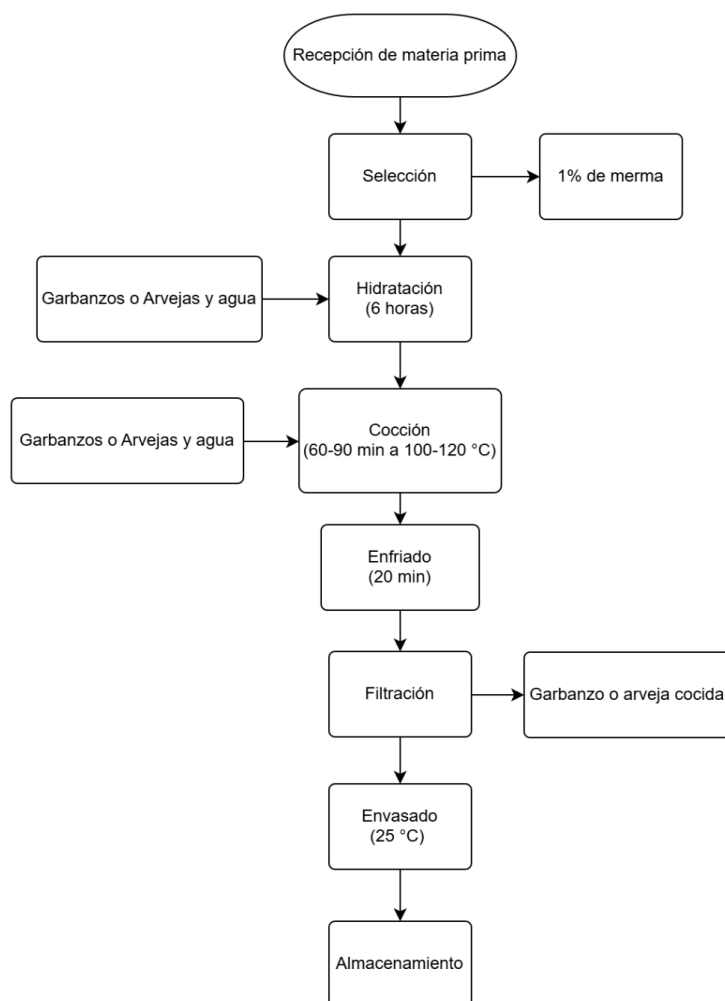 Recepción de materia prima
Selección
1% de merma
Garbanzos o Arvejas y agua
Hidratación
(6 horas)
Garbanzos o Arvejas y agua
Cocción
(60-90 min a 100-120 °C)
Enfriado
(20 min)
Filtración
Garbanzo o arveja cocida
Envasado
(25 °C)
Almacenamiento